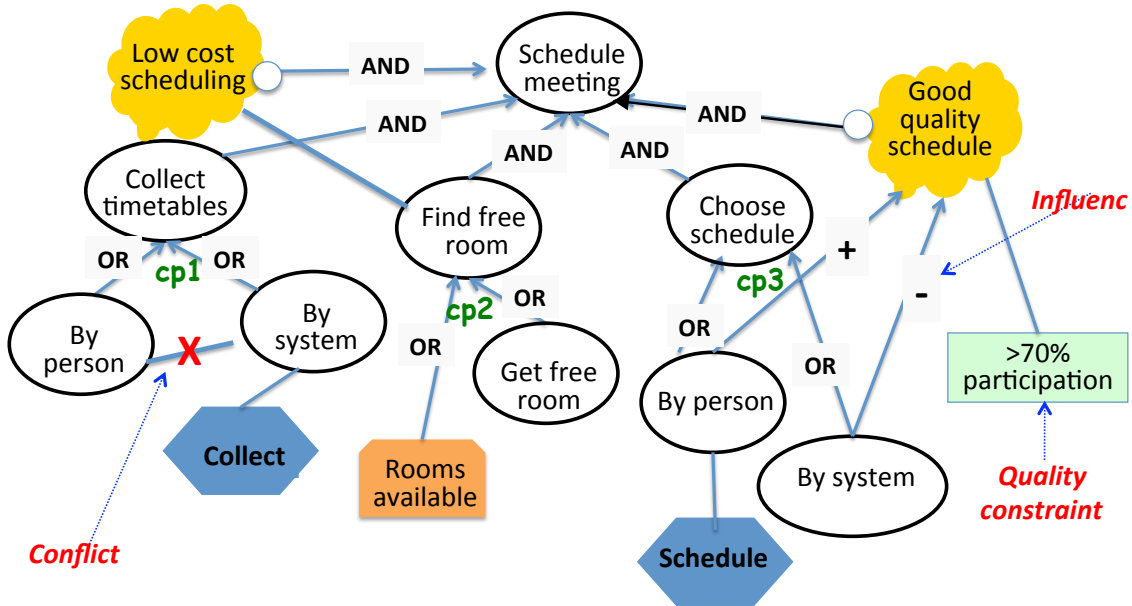 Low cost
scheduling
AND
Schedule
meeting
Good
quality
schedule
AND
AND
AND
AND
Collect
timetables
Find free
room
Choose
schedule
Influenc
OR
OR
cp1
cp2
cp3
+
-
OR
By
person
X
By
system
OR
Get free
room
OR
By person
OR
>70%
participation
Collect
Rooms
available
By system
Quality
constraint
Conflict
Schedule